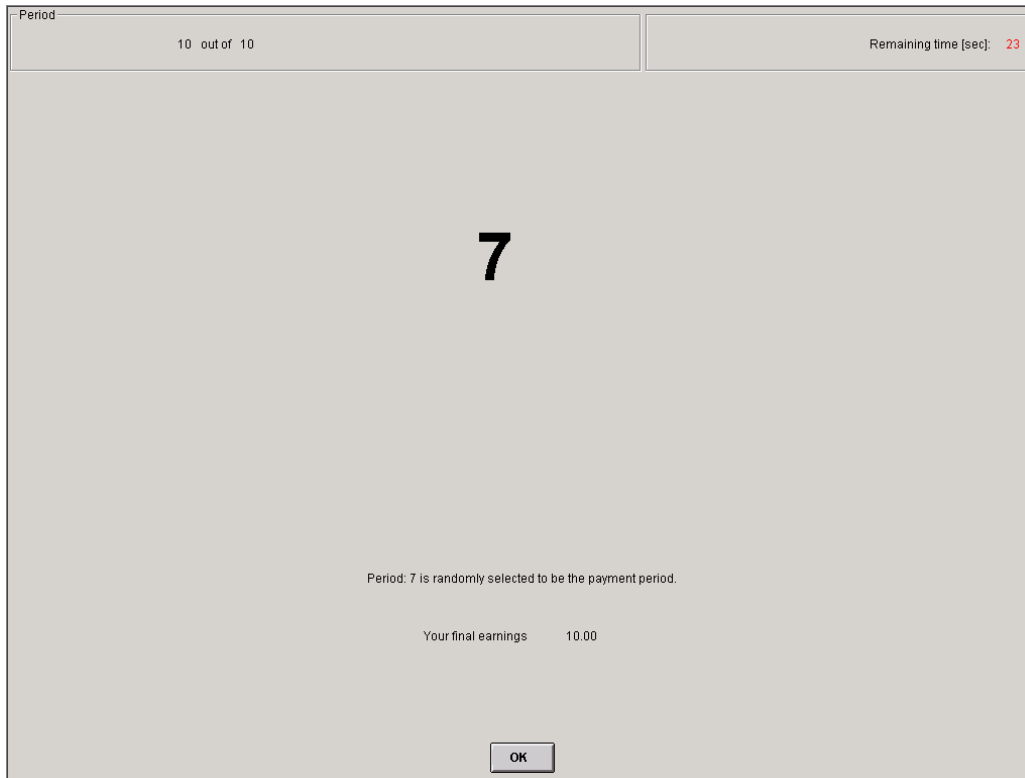 Period
10 out of 10
Remaining time [sec]: 23
7
Period: 7 is randomly selected to be the payment period.
Your final earnings 10.00
OK